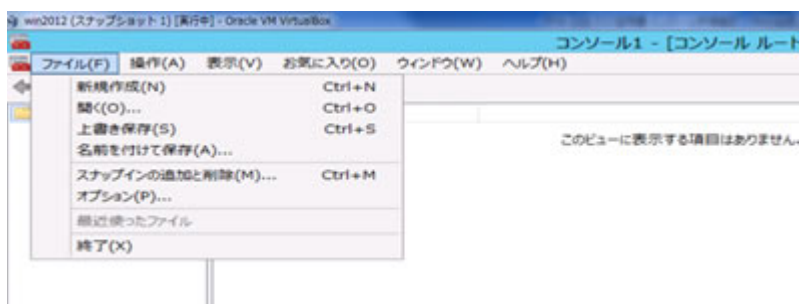 win2012 (スナップショット 1) [実行中] - Oracle VM VirtualBox
コンソール1 - [コンソール ルート
ファイル(F) 操作(A) 表示(V) お気に入り(O) ウィンドウ(W) ヘルプ(H)
新規作成(N) Ctrl+N
開く(O)... Ctrl+O
上書き保存(S) Ctrl+S
名前を付けて保存(A)...
このビューに表示する項目はありません。
スナップインの追加と削除(M)... Ctrl+M
オプション(P)...
最近使ったファイル
終了(X)